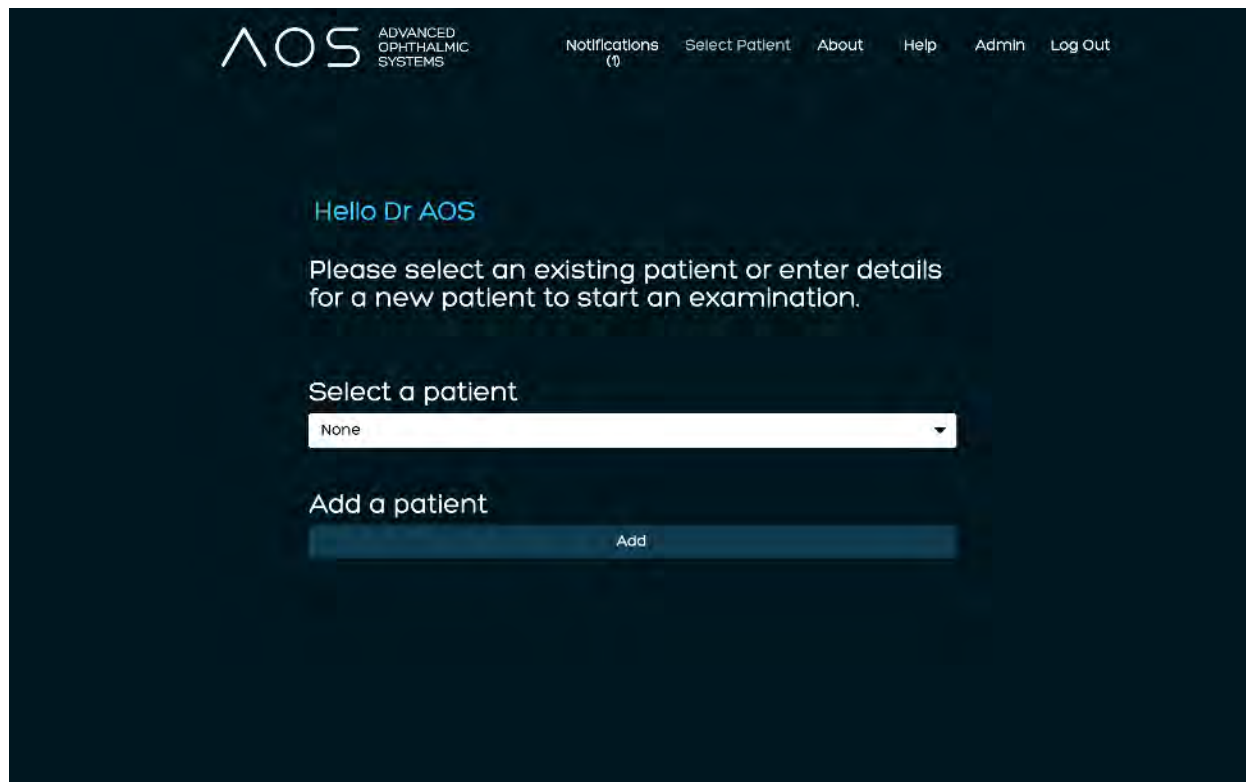 AOS
ADVANCED
OPHTHALMIC
SYSTEMS
Notifications
(1)
Select Patient
About
Help
Admin
Log Out
Hello Dr AOS
Please select an existing patient or enter details
for a new patient to start an examination.
Select a patient
None
Add a patient
Add